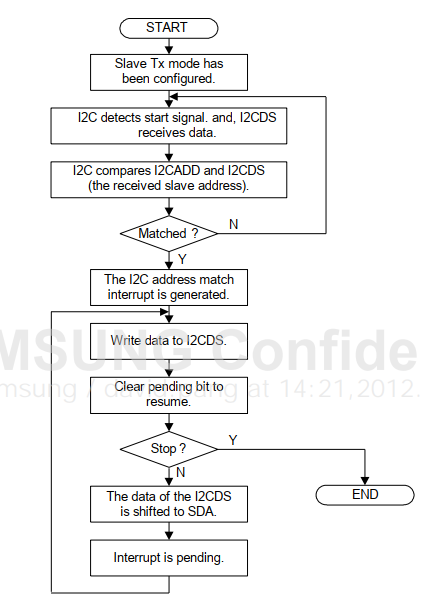 START
Slave Tx mode has
been configured.
I2C detects start signal. and, I2CDS
receives data.
I2C compares I2CADD and I2CDS
(the received slave address).
Matched ?
N
Y
The I2C address match
interrupt is generated.
Write data to I2CDS.
MSUNG Confide
Clear pending bit to
resume.
at 14:21,2012.
Stop ?
Y
N
END
The data of the I2CDS
is shifted to SDA.
Interrupt is pending.